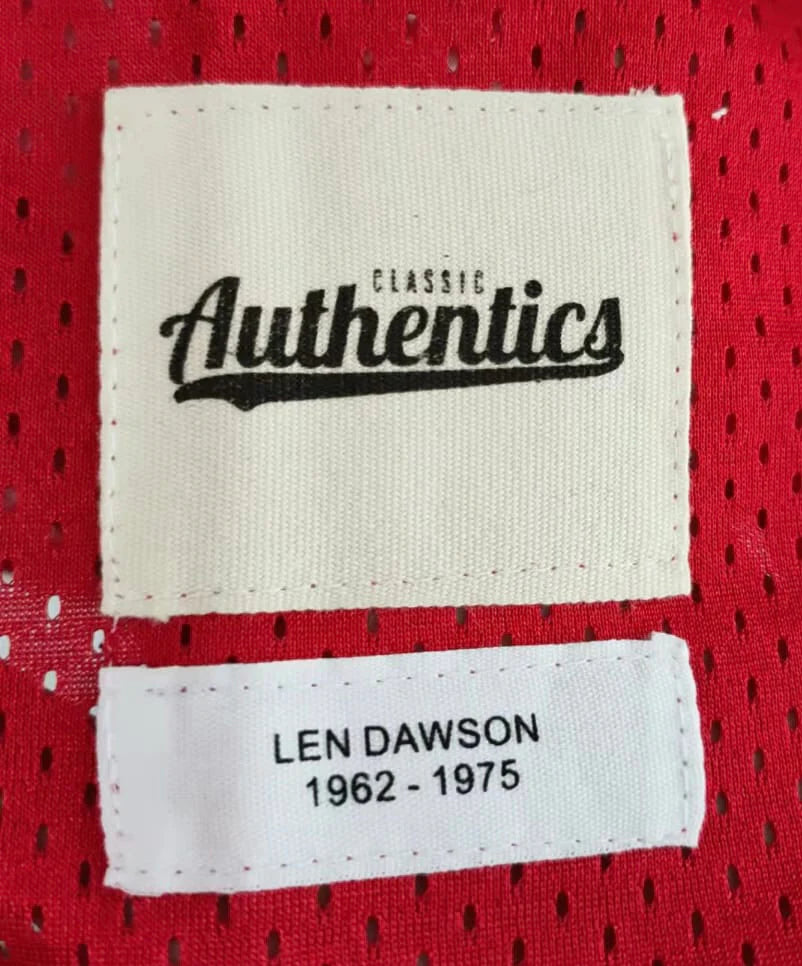 CLASSIC
Authentics
LEN DAWSON
1962 - 1975